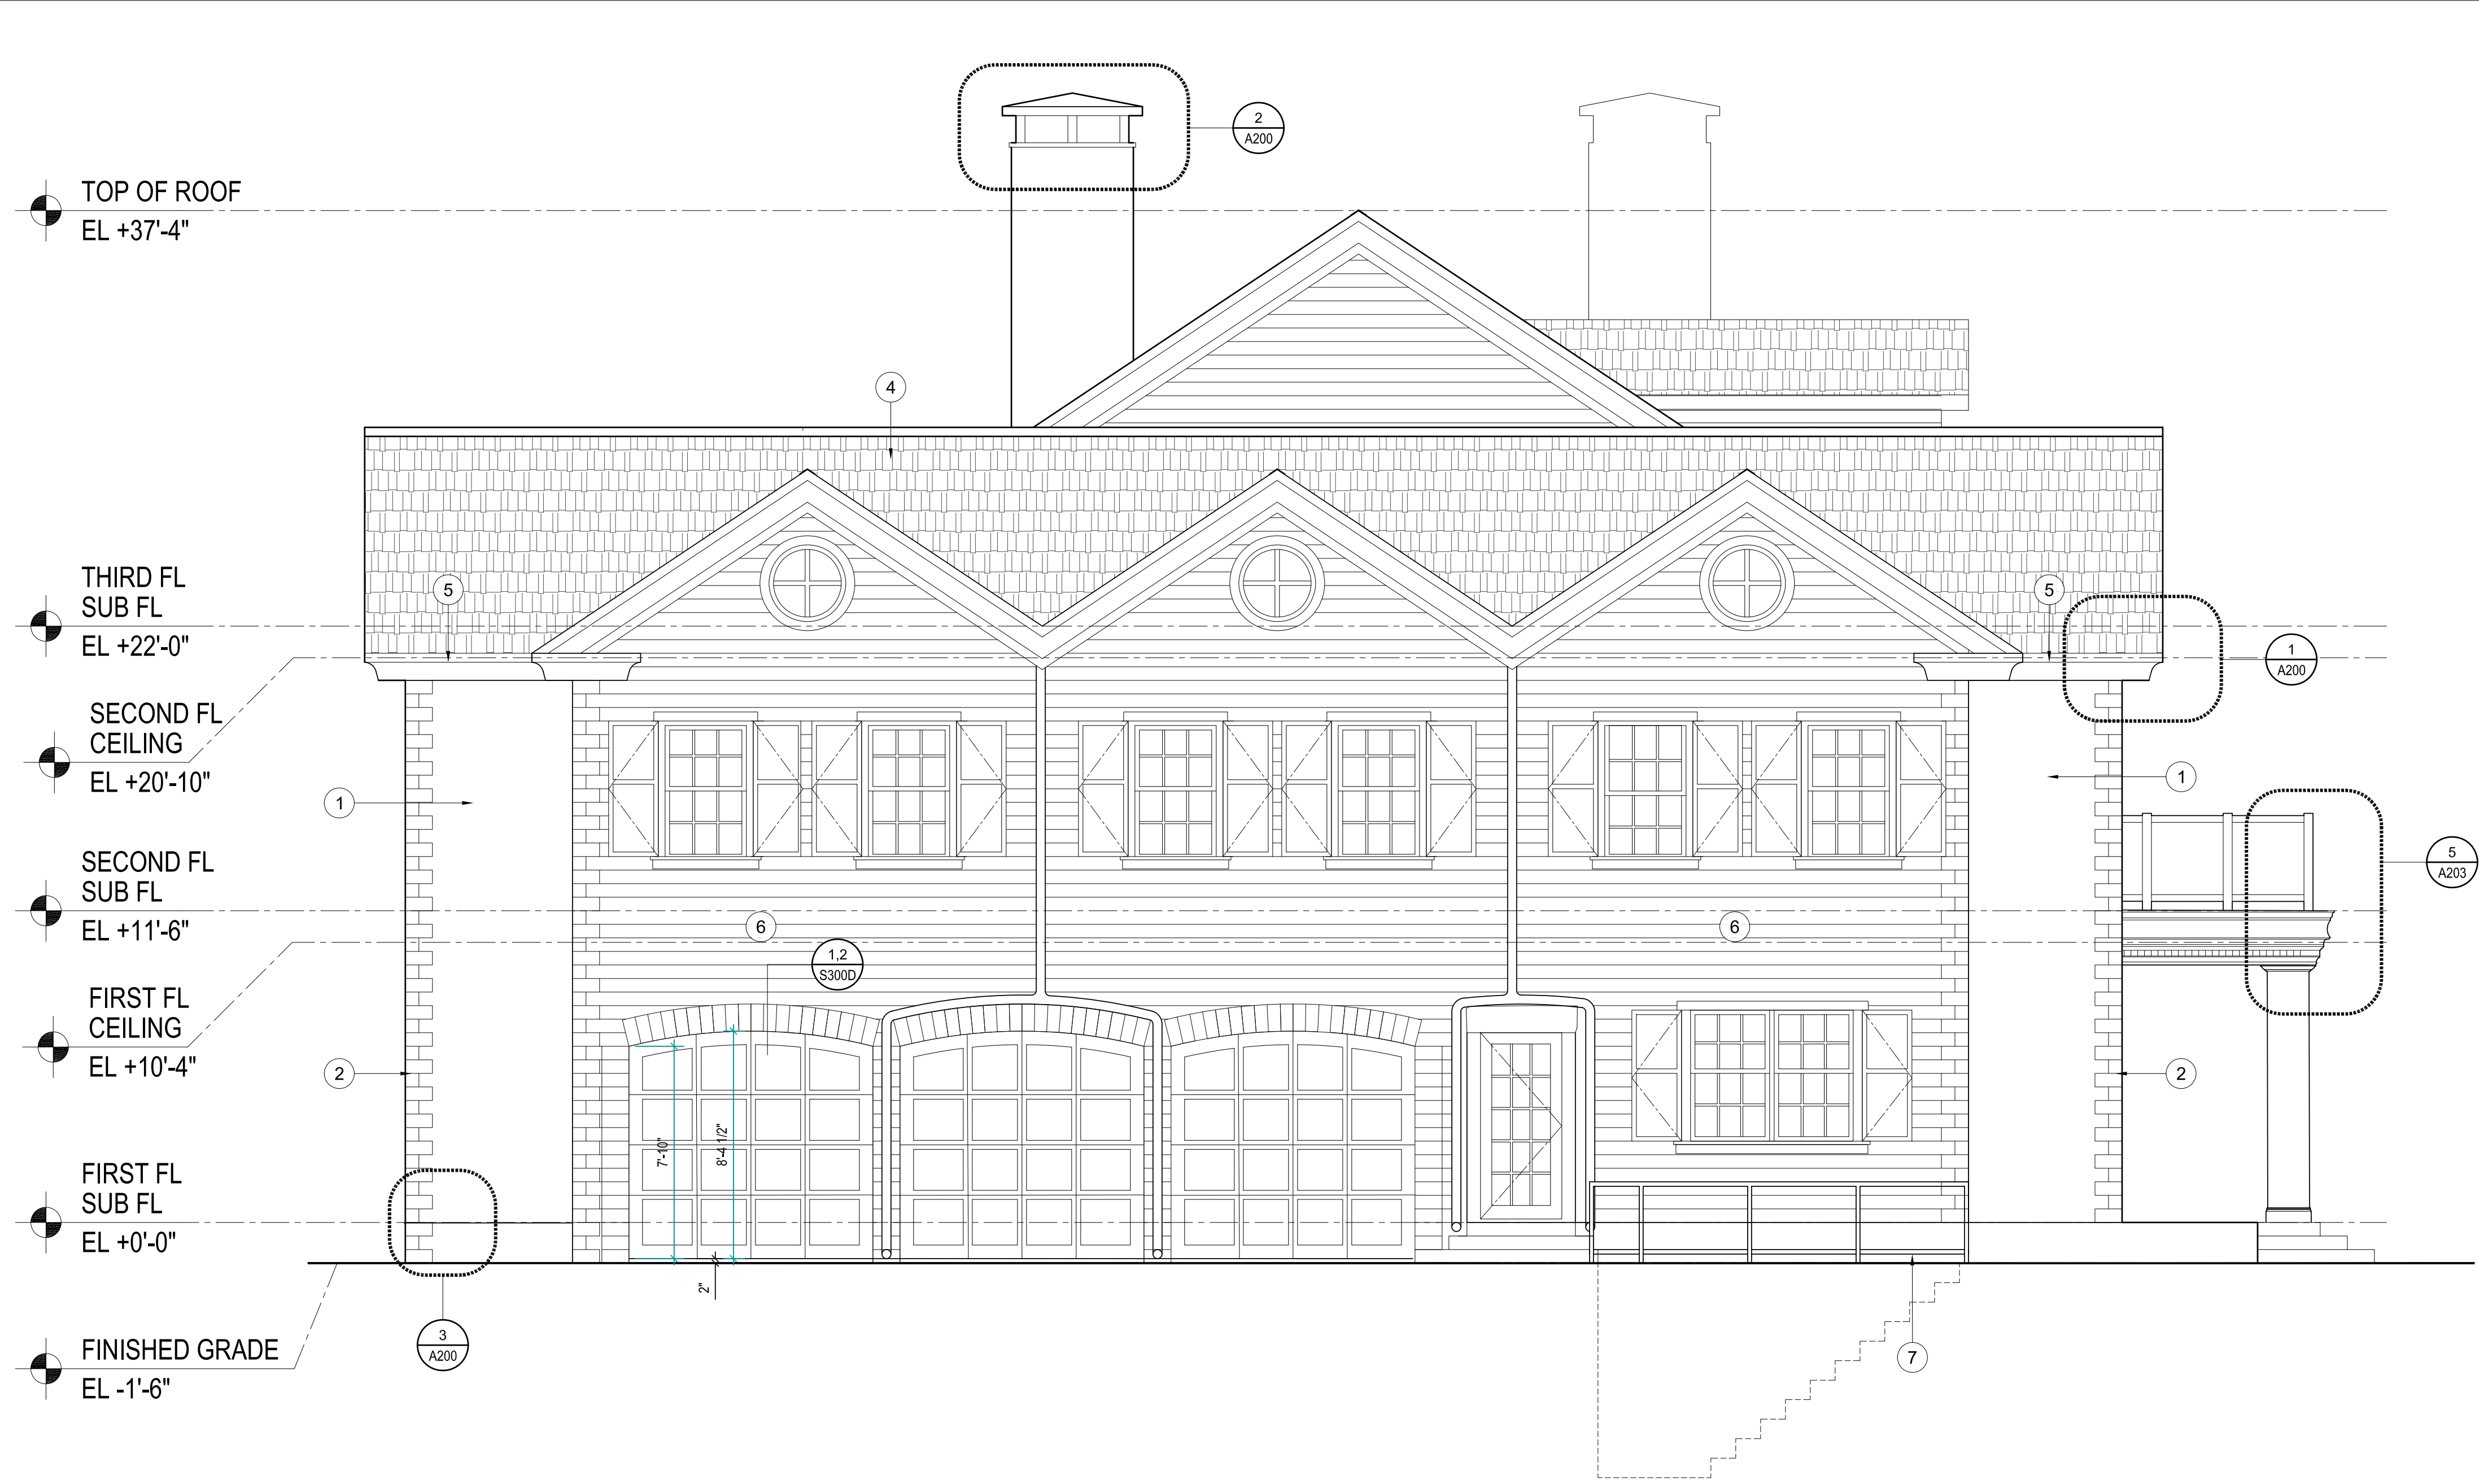 2
A200
TOP OF ROOF
EL +37'-4"
4
THIRD FL
SUB FL
EL +22'-0"
5
5
1
A200
SECOND FL
CEILING
EL +20'-10"
1
1
SECOND FL
SUB FL
EL +11'-6"
5
A203
6
6
1,2
S300D
FIRST FL
CEILING
EL +10'-4"
2
2
7'-10"
8'-4 1/2"
FIRST FL
SUB FL
EL +0'-0"
2"
3
A200
FINISHED GRADE
EL -1'-6"
7